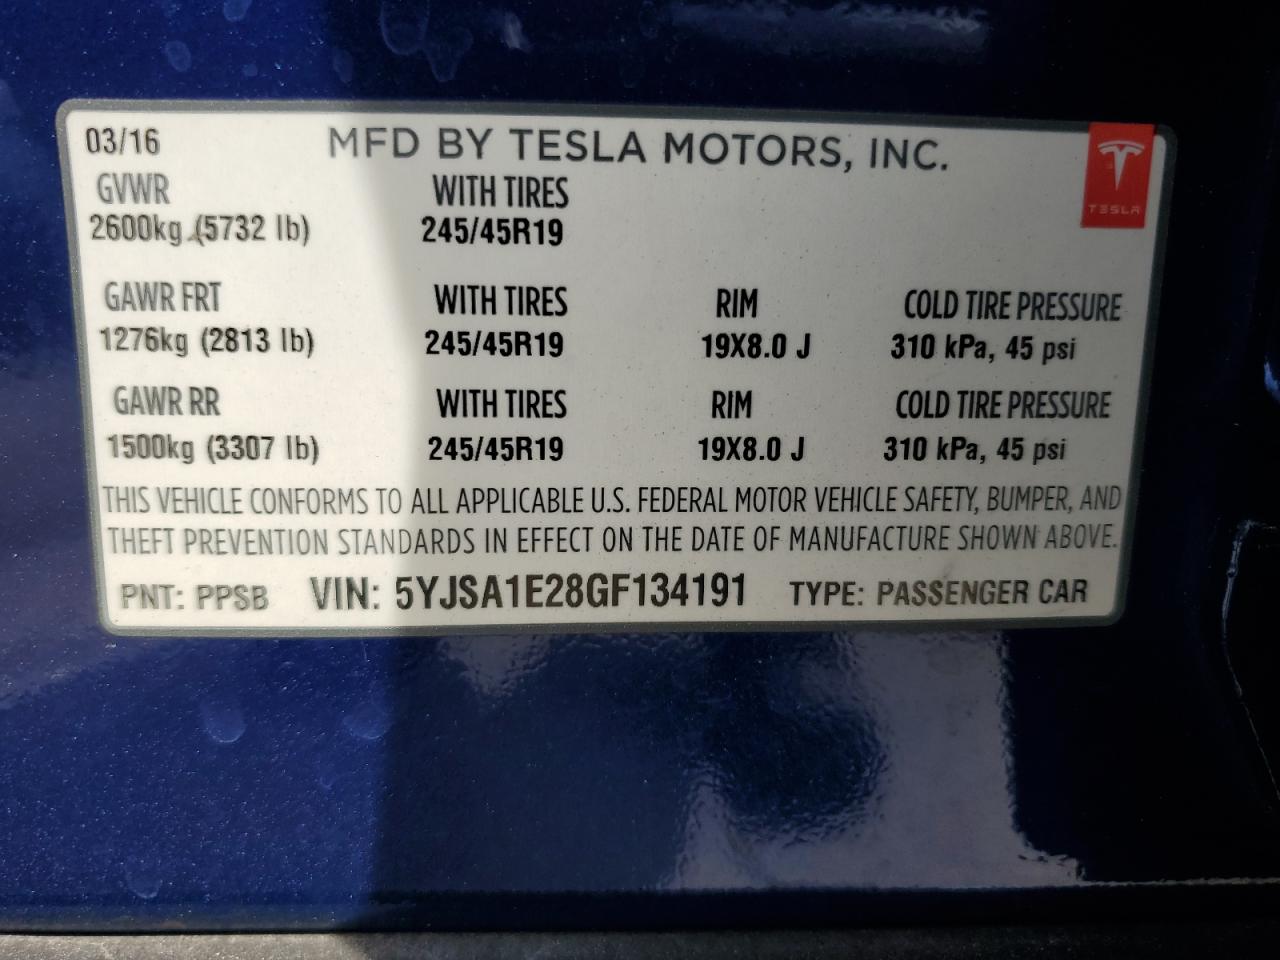 03/16 MFD BY TESLA MOTORS, INC.
TESLA
GVWR WITH TIRES
2600kg (5732 lb) 245/45R19
GAWR FRT WITH TIRES RIM COLD TIRE PRESSURE
1276kg (2813 lb) 245/45R19 19X8.0 J 310 kPa, 45 psi
GAWR RR WITH TIRES RIM COLD TIRE PRESSURE
1500kg (3307 lb) 245/45R19 19X8.0 J 310 kPa, 45 psi
THIS VEHICLE CONFORMS TO ALL APPLICABLE U.S. FEDERAL MOTOR VEHICLE SAFETY, BUMPER, AND
THEFT PREVENTION STANDARDS IN EFFECT ON THE DATE OF MANUFACTURE SHOWN ABOVE.
PNT: PPSB VIN: 5YJSA1E28GF134191 TYPE: PASSENGER CAR